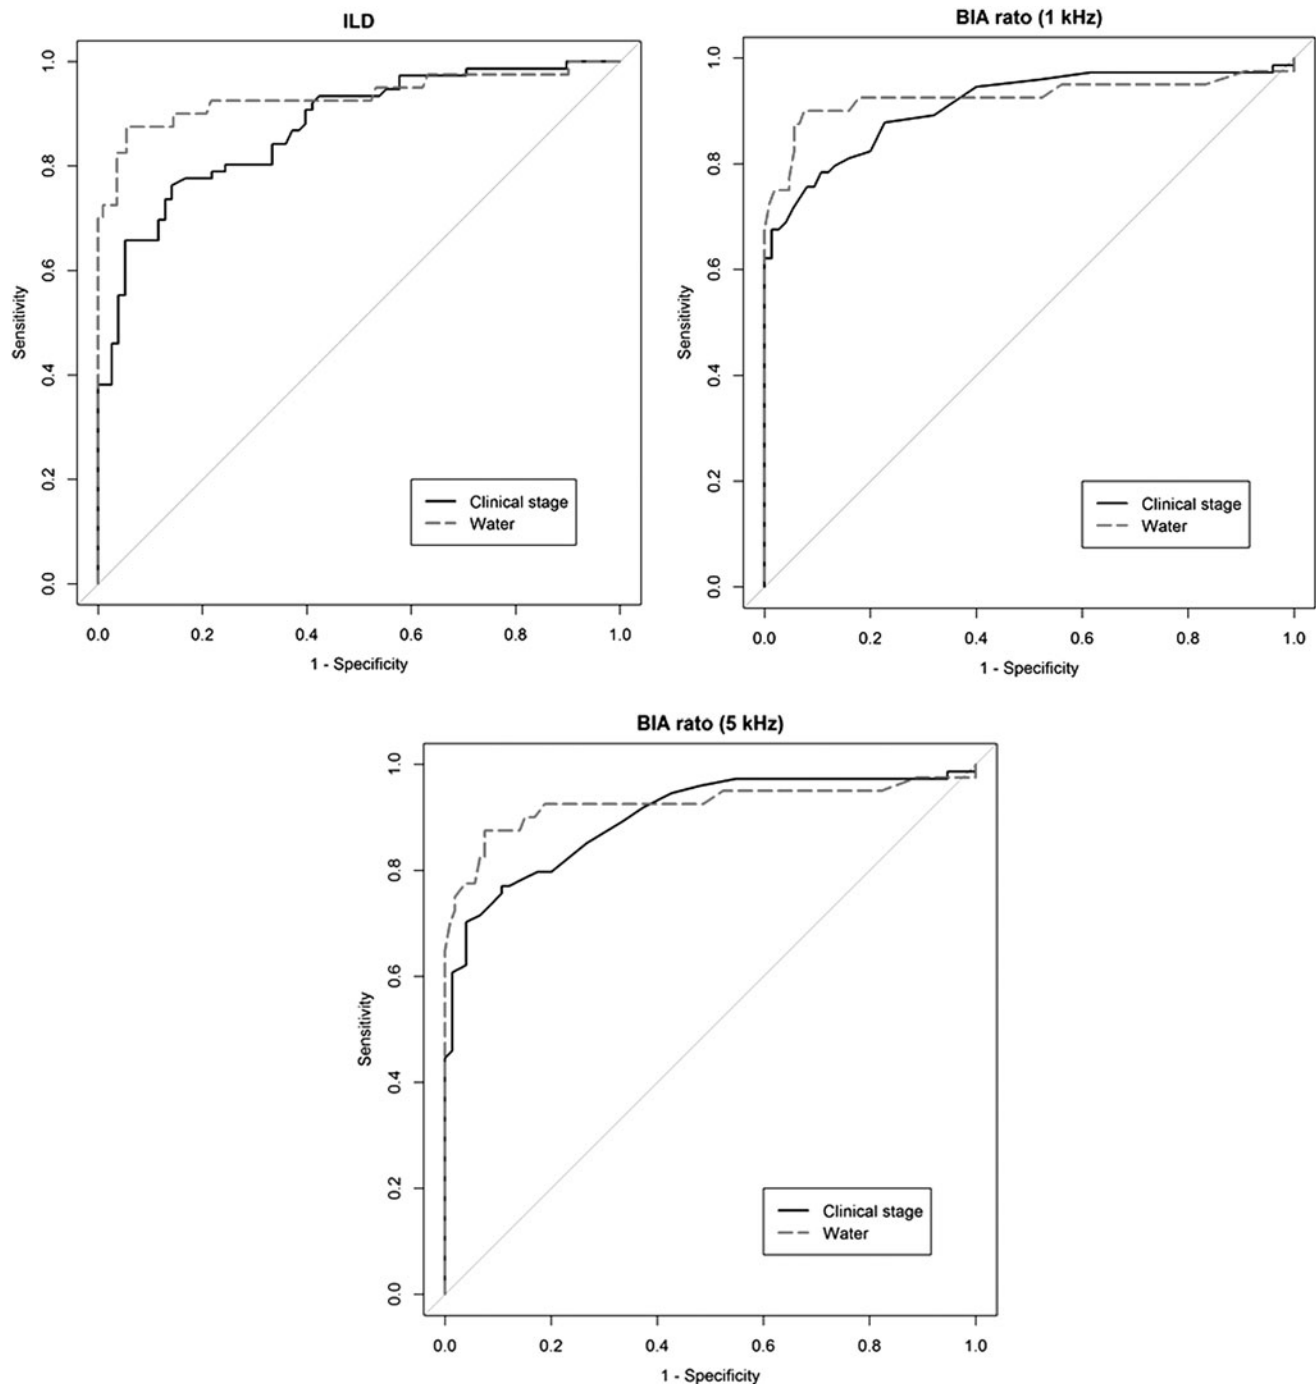 ILD
1.0
0.8
0.6
0.4
0.2
0.0
Sensitivity
0.0 0.2 0.4 0.6 0.8 1.0
1 - Specificity
Clinical stage
Water
BIA rato (1 kHz)
1.0
0.8
0.6
0.4
0.2
0.0
Sensitivity
0.0 0.2 0.4 0.6 0.8 1.0
1 - Specificity
Clinical stage
Water
BIA rato (5 kHz)
1.0
0.8
0.6
0.4
0.2
0.0
Sensitivity
0.0 0.2 0.4 0.6 0.8 1.0
1 - Specificity
Clinical stage
Water